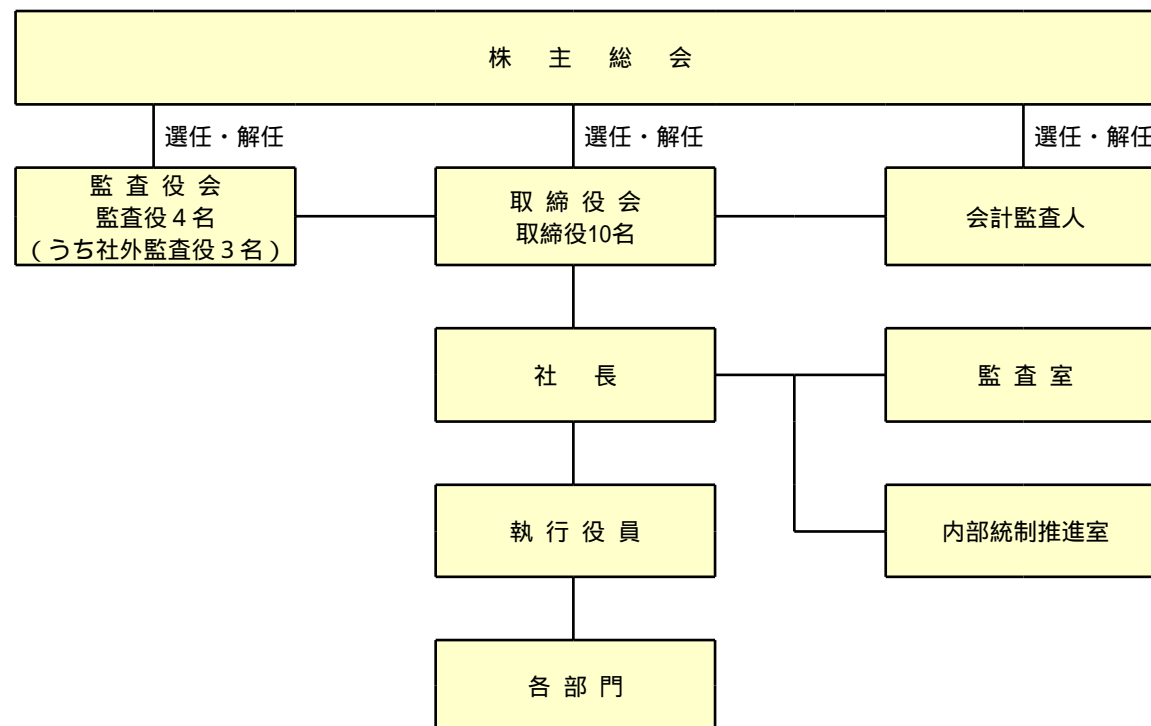 株 主 総 会
選任・解任
選任・解任
選任・解任
監 査 役 会
監査役４名
(うち社外監査役３名)
取 締 役 会
取締役10名
会計監査人
社 長
監 査 室
執 行 役 員
内部統制推進室
各 部 門